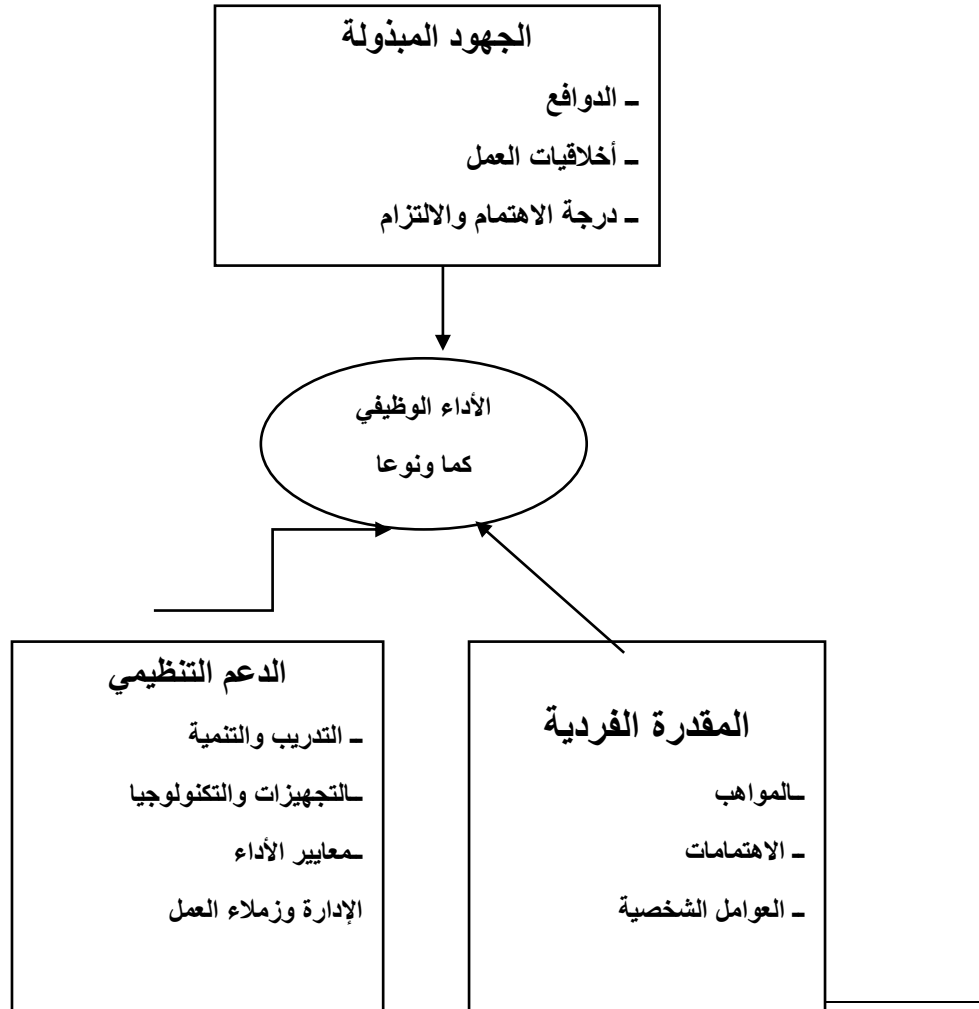 الجهود المبذولة
ـ الدوافع
ـ أخلاقيات العمل
ـ درجة الاهتمام والالتزام
الأداء الوظيفي
كما ونوعا
المقدرة الفردية
ـالمواهب
ـ الاهتمامات
ـ العوامل الشخصية
الدعم التنظيمي
ـ التدريب والتنمية
ـالتجهيزات والتكنولوجيا
ـمعايير الأداء
الإدارة وزملاء العمل